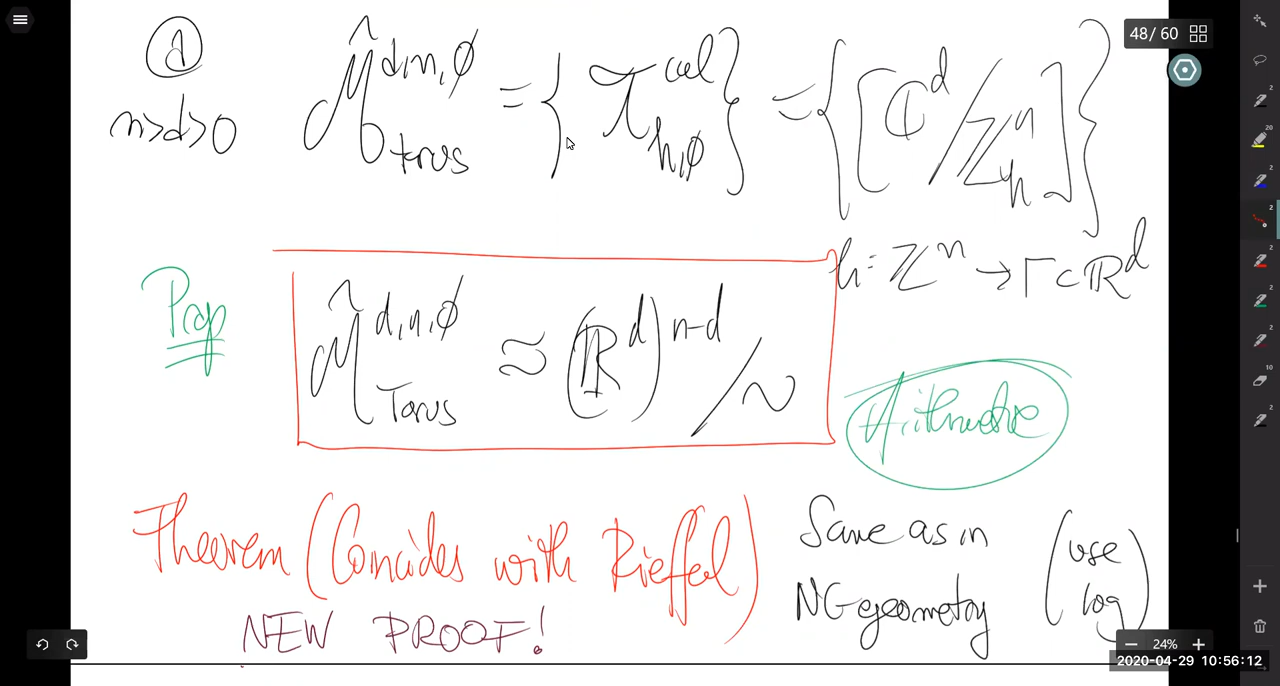 48/60
① n>d>0
M̂^{d,n,∅}_{torus} = { T^{cal}_{h,∅} } = { [ ℂ^d / ℤ^n_h ] }
h: ℤ^n → Γ ⊂ ℝ^d
Prop
M̂^{d,n,∅}_{Torus} ≈ (ℝ^d)^{n-d} / ~
Arithmetic
Theorem (Coincides with Rieffel)
NEW PROOF!
Same as in
NC geometry
(use log)
24%
2020-04-29 10:56:12